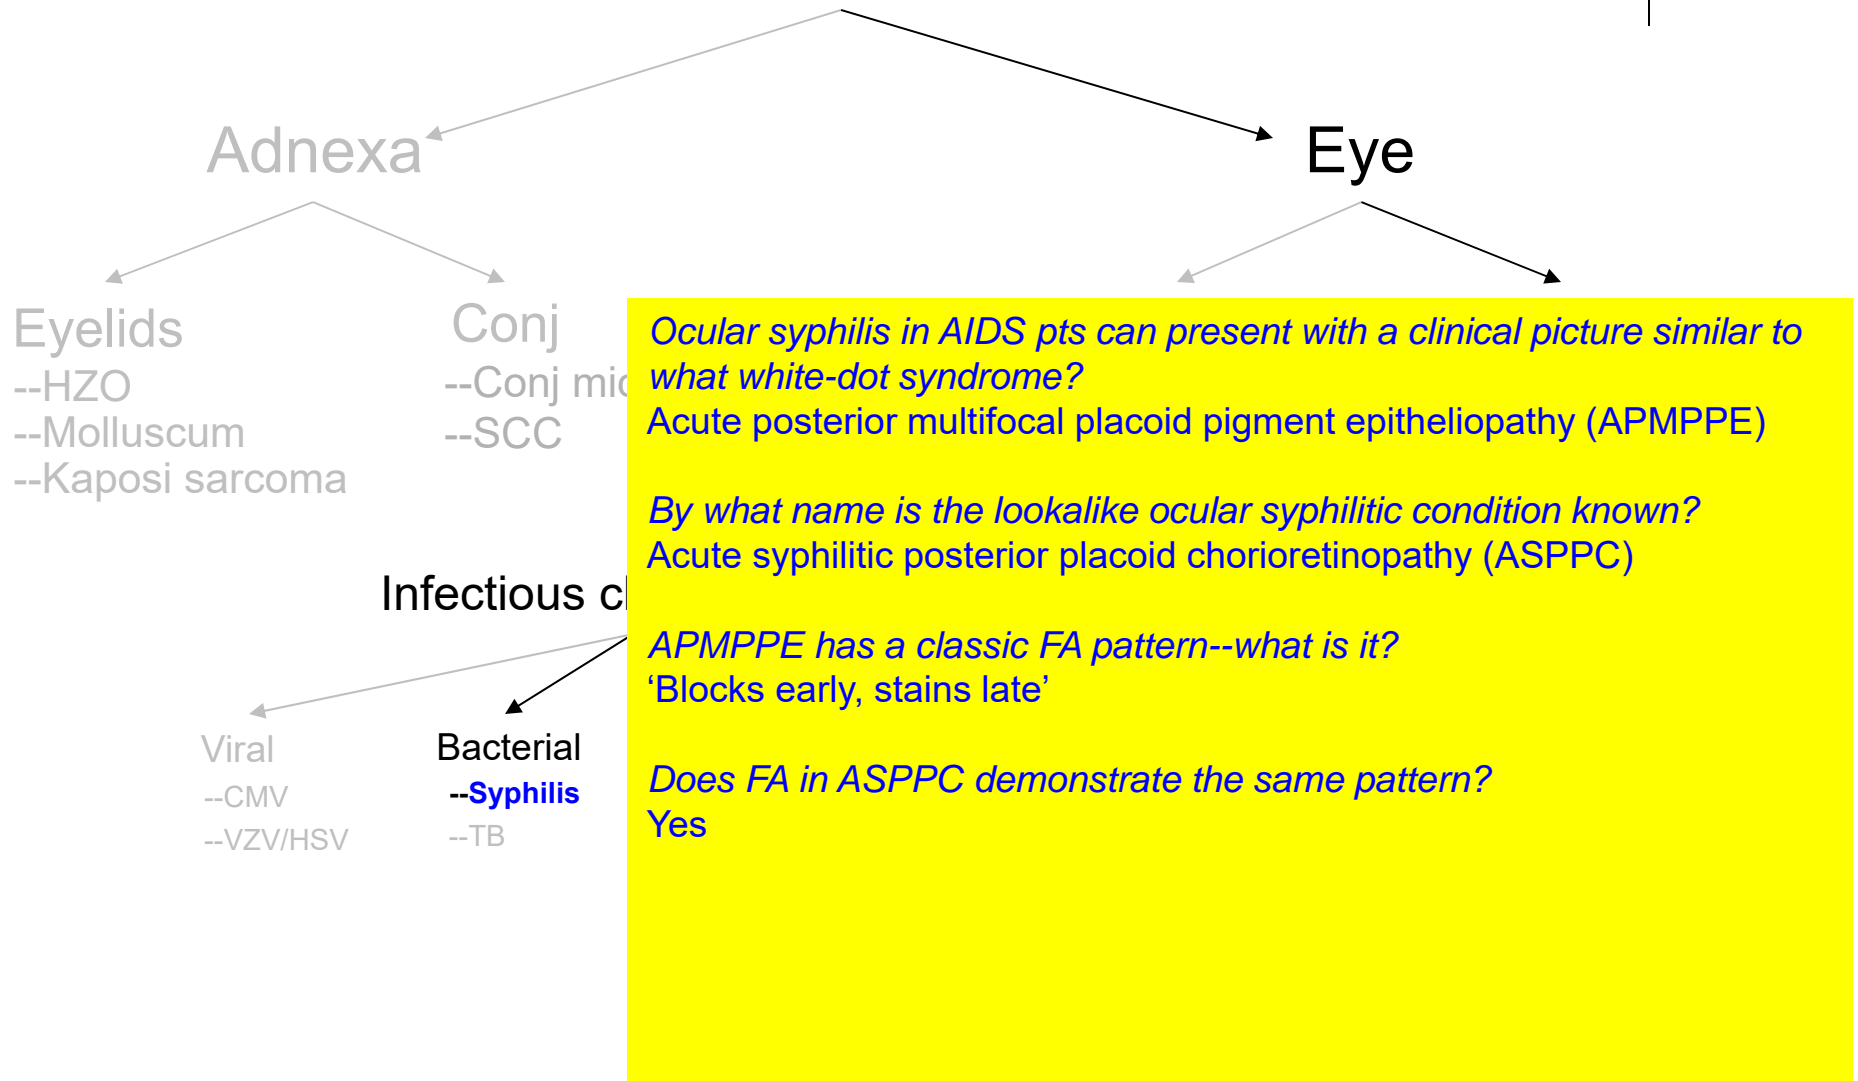 Adnexa
Eye
Eyelids
--HZO
--Molluscum
--Kaposi sarcoma
Conj
--Conj
--SCC
Ocular syphilis in AIDS pts can present with a clinical picture similar to
what white-dot syndrome?
Acute posterior multifocal placoid pigment epitheliopathy (APMPPE)
By what name is the lookalike ocular syphilitic condition known?
Acute syphilitic posterior placoid chorioretinopathy (ASPPC)
APMPPE has a classic FA pattern--what is it?
‘Blocks early, stains late’
Does FA in ASPPC demonstrate the same pattern?
Yes
Infectious
Viral
--CMV
--VZV/HSV
Bacterial
--Syphilis
--TB